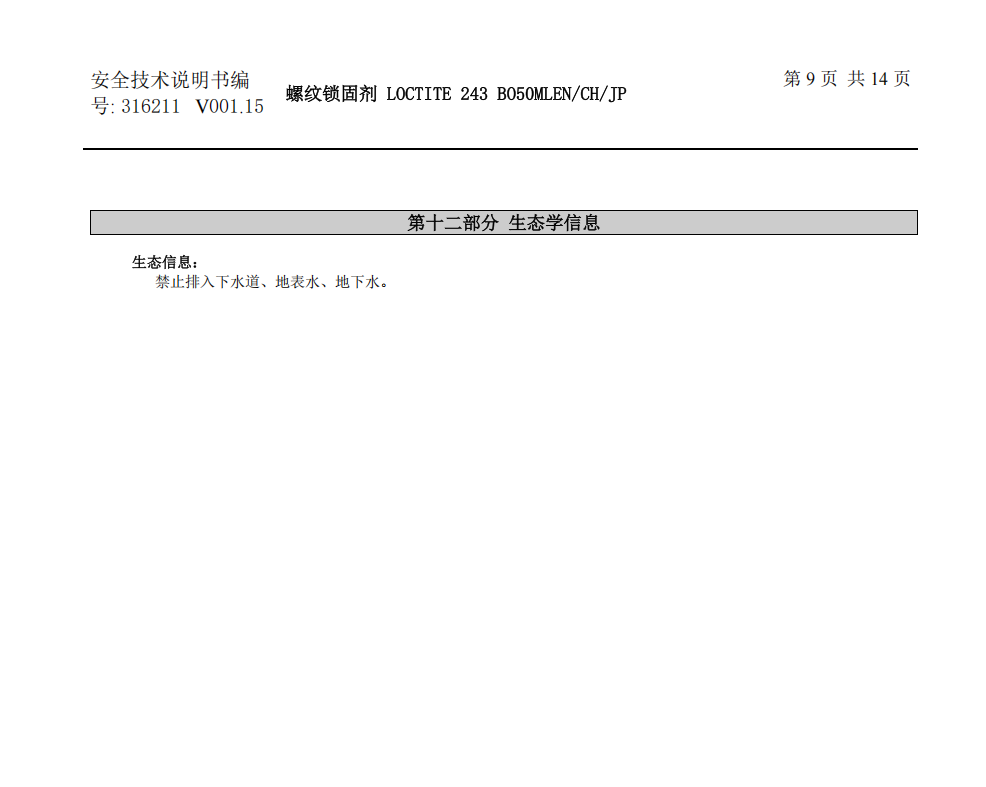 安全技术说明书编
号: 316211 V001.15
螺纹锁固剂 LOCTITE 243 BO50MLEN/CH/JP
第 9 页 共 14 页
第十二部分 生态学信息
生态信息:
禁止排入下水道、地表水、地下水。